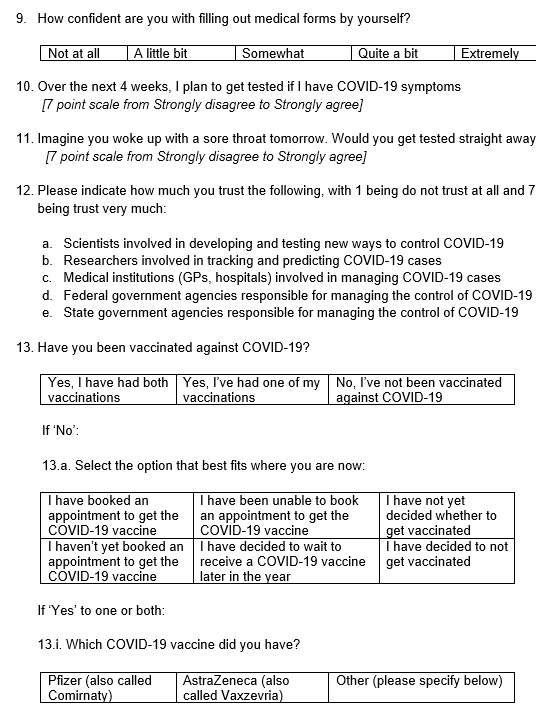 9. How confident are you with filling out medical forms by yourself?
Not at all A little bit Somewhat Quite a bit Extremely
10. Over the next 4 weeks, I plan to get tested if I have COVID-19 symptoms
[7 point scale from Strongly disagree to Strongly agree]
11. Imagine you woke up with a sore throat tomorrow. Would you get tested straight away
[7 point scale from Strongly disagree to Strongly agree]
12. Please indicate how much you trust the following, with 1 being do not trust at all and 7
being trust very much:
a. Scientists involved in developing and testing new ways to control COVID-19
b. Researchers involved in tracking and predicting COVID-19 cases
c. Medical institutions (GPs, hospitals) involved in managing COVID-19 cases
d. Federal government agencies responsible for managing the control of COVID-19
e. State government agencies responsible for managing the control of COVID-19
13. Have you been vaccinated against COVID-19?
Yes, I have had both
vaccinations
Yes, I've had one of my
vaccinations
No, I've not been vaccinated
against COVID-19
If 'No':
13.a. Select the option that best fits where you are now:
I have booked an
appointment to get the
COVID-19 vaccine
I have been unable to book
an appointment to get the
COVID-19 vaccine
I have not yet
decided whether to
get vaccinated
I haven't yet booked an
appointment to get the
COVID-19 vaccine
I have decided to wait to
receive a COVID-19 vaccine
later in the year
I have decided to not
get vaccinated
If 'Yes' to one or both:
13.i. Which COVID-19 vaccine did you have?
Pfizer (also called
Comirnaty)
AstraZeneca (also
called Vaxzevria)
Other (please specify below)